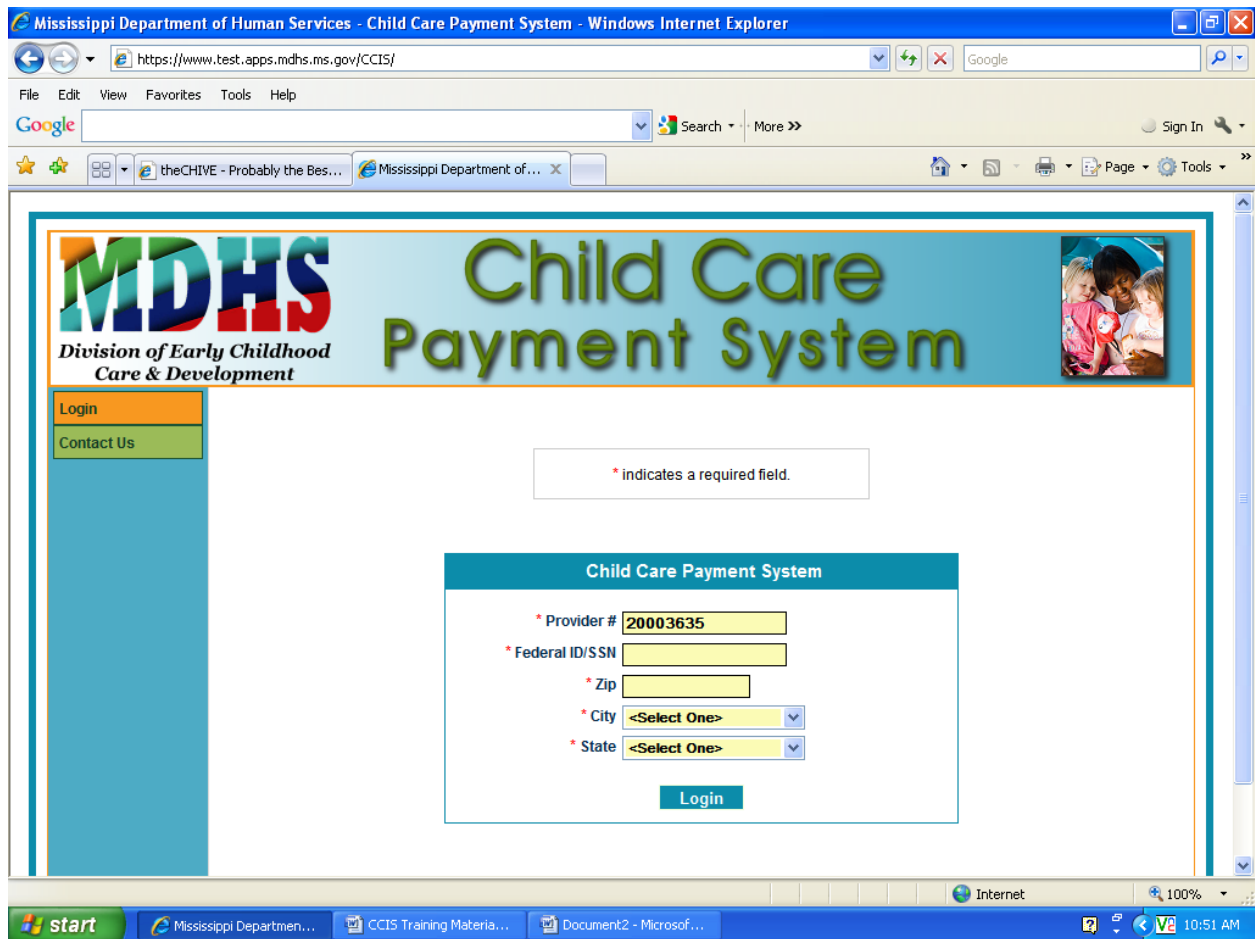 Mississippi Department of Human Services - Child Care Payment System - Windows Internet Explorer
https://www.test.apps.mdhs.ms.gov/CCIS/
Google
File Edit View Favorites Tools Help
Google Search More >> Sign In
theCHIVE - Probably the Bes... Mississippi Department of... X Page Tools >>
MDHS
Division of Early Childhood
Care & Development
Child Care
Payment System
Login
Contact Us
* indicates a required field.
Child Care Payment System
* Provider # 20003635
* Federal ID/SSN
* Zip
* City <Select One>
* State <Select One>
Login
Internet 100%
start Mississippi Departmen... CCIS Training Materia... Document2 - Microsof... 10:51 AM